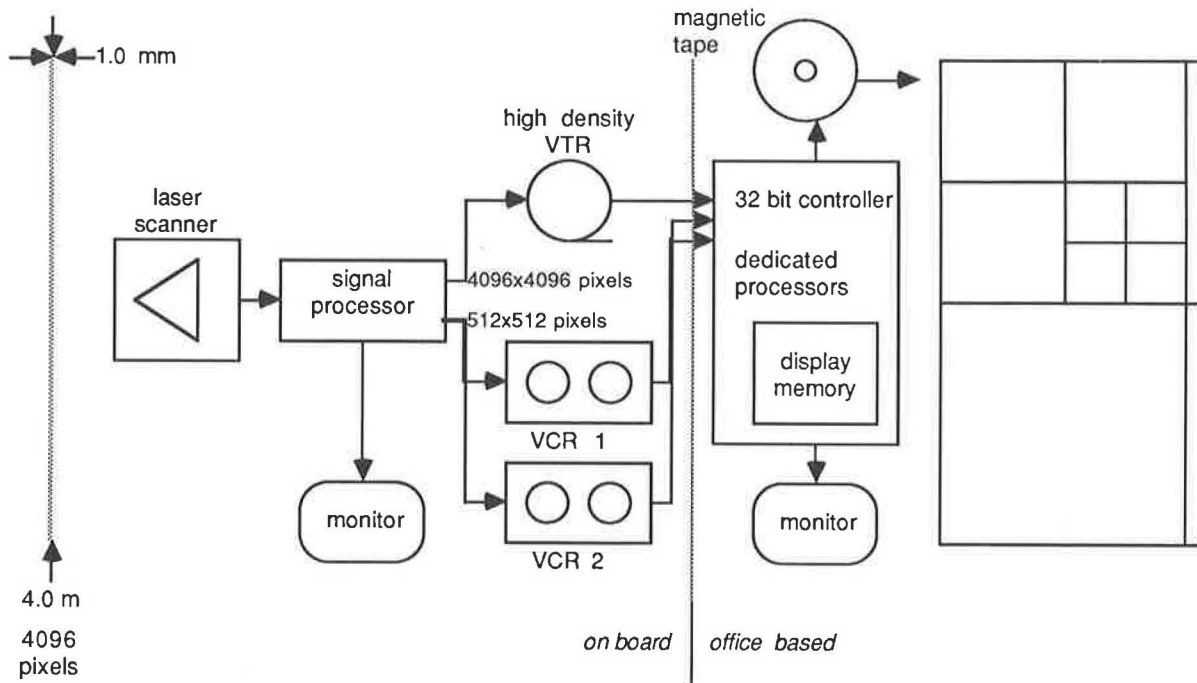 1.0 mm
4.0 m
4096
pixels
laser
scanner
signal
processor
monitor
high density
VTR
4096x4096 pixels
512x512 pixels
VCR 1
VCR 2
magnetic
tape
32 bit controller
dedicated
processors
display
memory
monitor
on board
office based